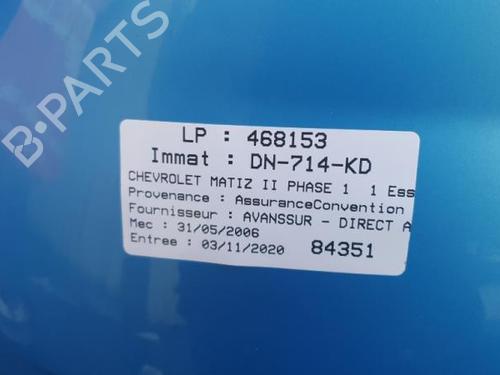 B-PARTS
LP : 468153
Immat : DN-714-KD
CHEVROLET MATIZ II PHASE 1 1 Ess
Provenance : AssuranceConvention
Fournisseur : AVANSSUR - DIRECT A
Mec : 31/05/2006
Entree : 03/11/2020 84351